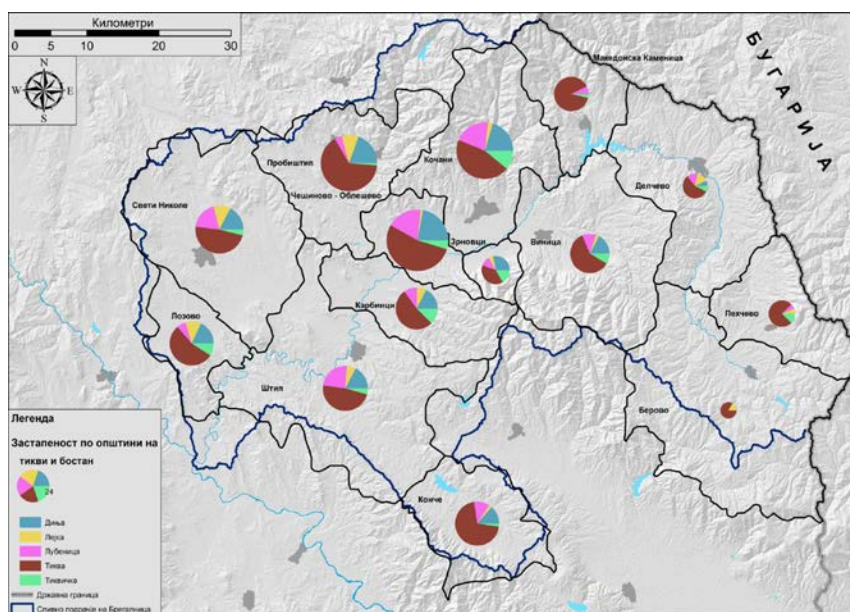 Километри
0 5 10 20 30
N
W E
S
БУГАРИЈА
Македонска Каменица
Пробиштип
Кочани
Делчево
Чешиново - Облешево
Свети Николе
Зрновци
Виница
Карбинци
Пехчево
Лозово
Штип
Берово
Конче
Легенда
Застапеност по општини на
тикви и бостан
24
Диња
Лејка
Лубеница
Тиква
Тиквичка
Државна граница
Сливно подрачје на Брегалница